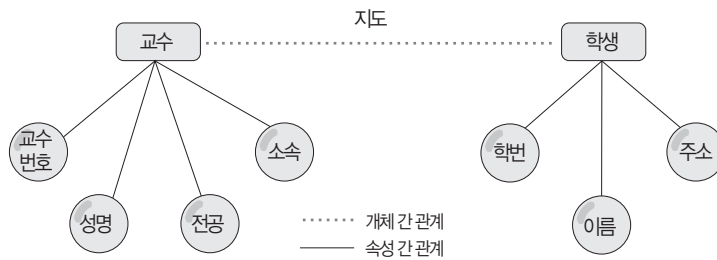 지도
교수
학생
교수
번호
소속
학번
주소
성명
전공
이름
개체 간 관계
속성 간 관계